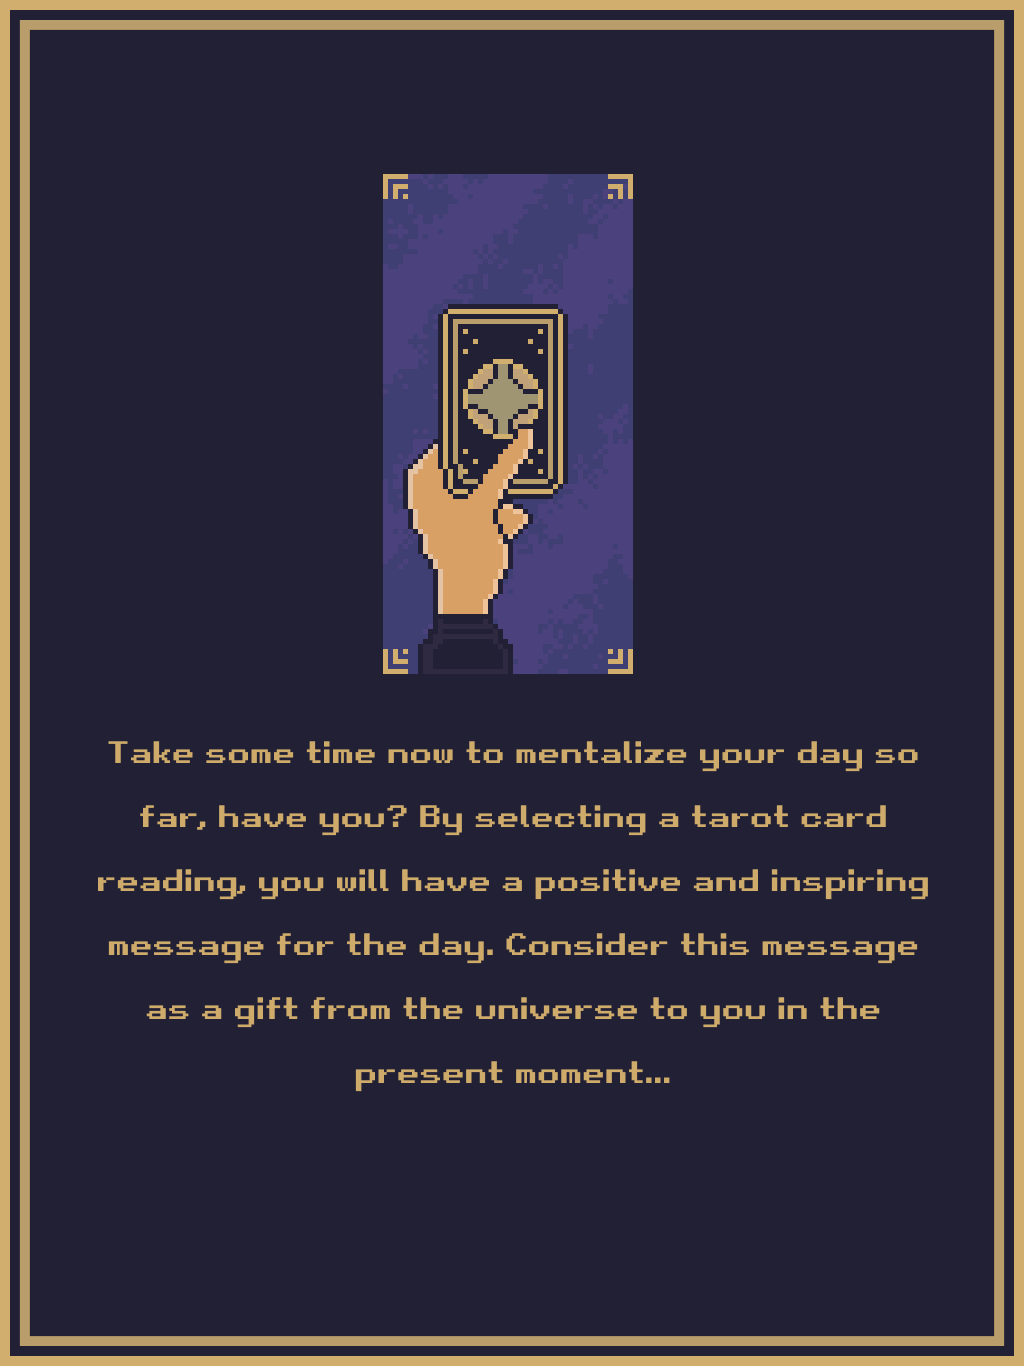 Take some time now to mentalize your day so
far, have you? By selecting a tarot card
reading, you will have a positive and inspiring
message for the day. Consider this message
as a gift from the universe to you in the
present moment...